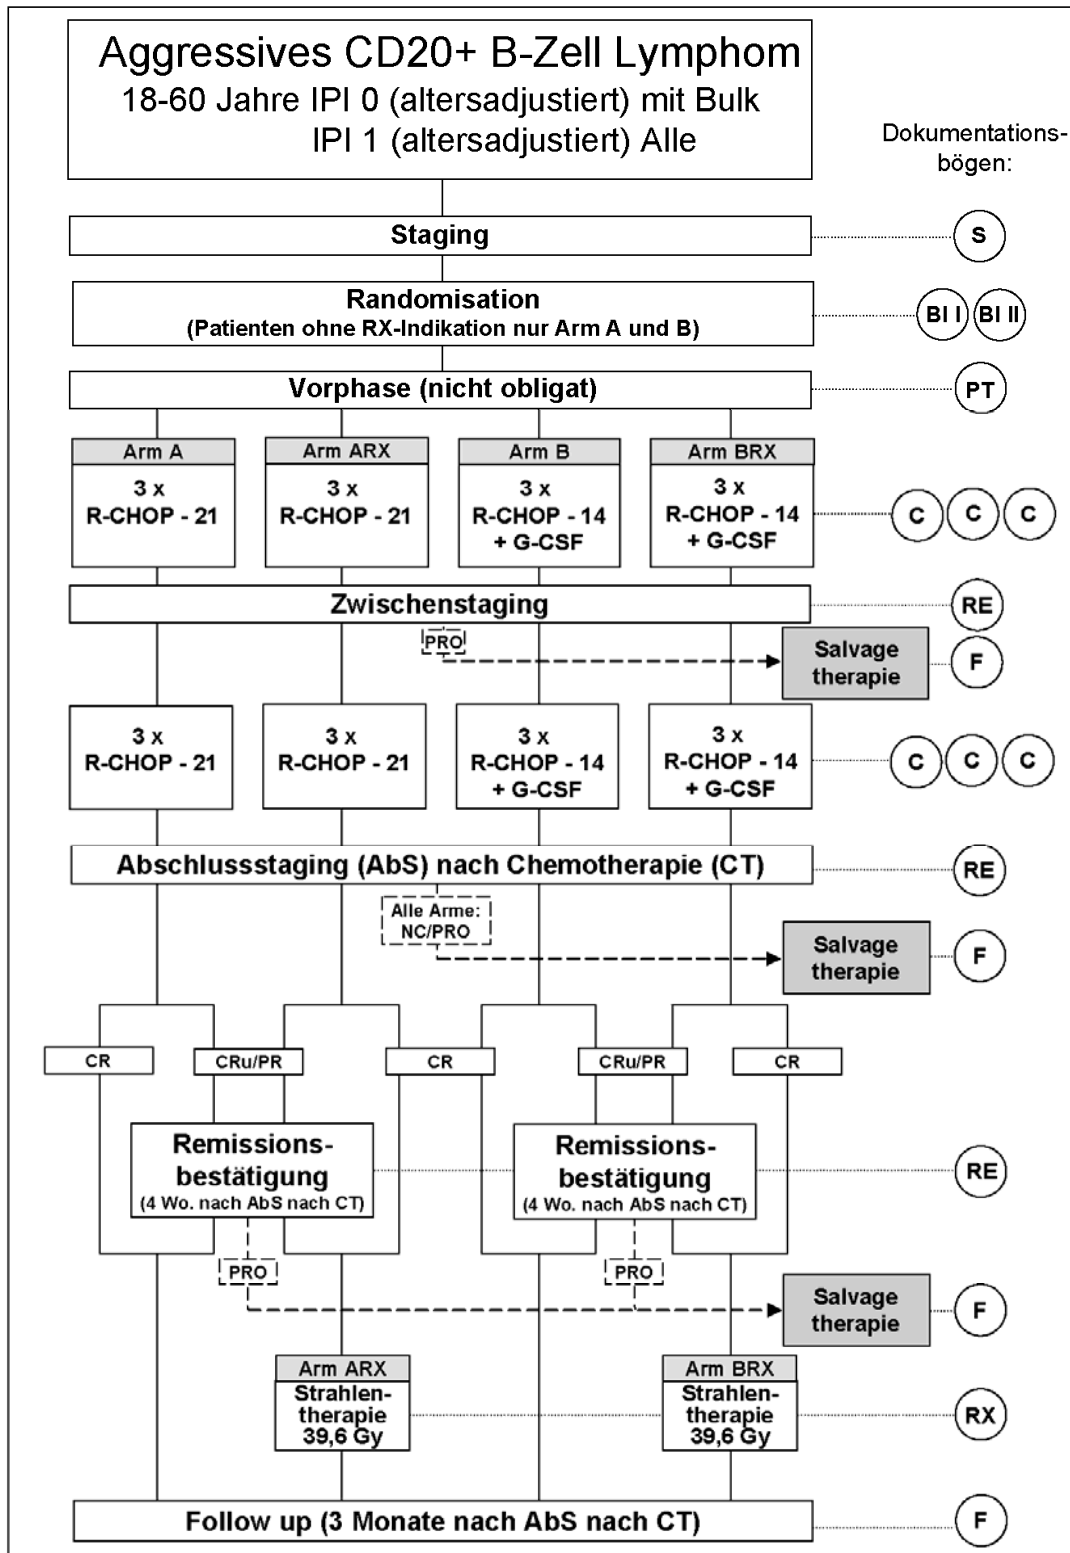 Aggressives CD20+ B-Zell Lymphom
18-60 Jahre IPI 0 (altersadjustiert) mit Bulk
IPI 1 (altersadjustiert) Alle
Dokumentations-
bögen:
Staging
S
Randomisation
(Patienten ohne RX-Indikation nur Arm A und B)
BI I
BI II
Vorphase (nicht obligat)
PT
Arm A
3 x
R-CHOP - 21
Arm ARX
3 x
R-CHOP - 21
Arm B
3 x
R-CHOP - 14
+ G-CSF
Arm BRX
3 x
R-CHOP - 14
+ G-CSF
C
C
C
Zwischenstaging
RE
PRO
Salvage
therapie
F
3 x
R-CHOP - 21
3 x
R-CHOP - 21
3 x
R-CHOP - 14
+ G-CSF
3 x
R-CHOP - 14
+ G-CSF
C
C
C
Abschlussstaging (AbS) nach Chemotherapie (CT)
RE
Alle Arme:
NC/PRO
Salvage
therapie
F
CR
CRu/PR
CR
CRu/PR
CR
Remissions-
bestätigung
(4 Wo. nach AbS nach CT)
Remissions-
bestätigung
(4 Wo. nach AbS nach CT)
RE
PRO
PRO
Salvage
therapie
F
Arm ARX
Strahlen-
therapie
39,6 Gy
Arm BRX
Strahlen-
therapie
39,6 Gy
RX
Follow up (3 Monate nach AbS nach CT)
F